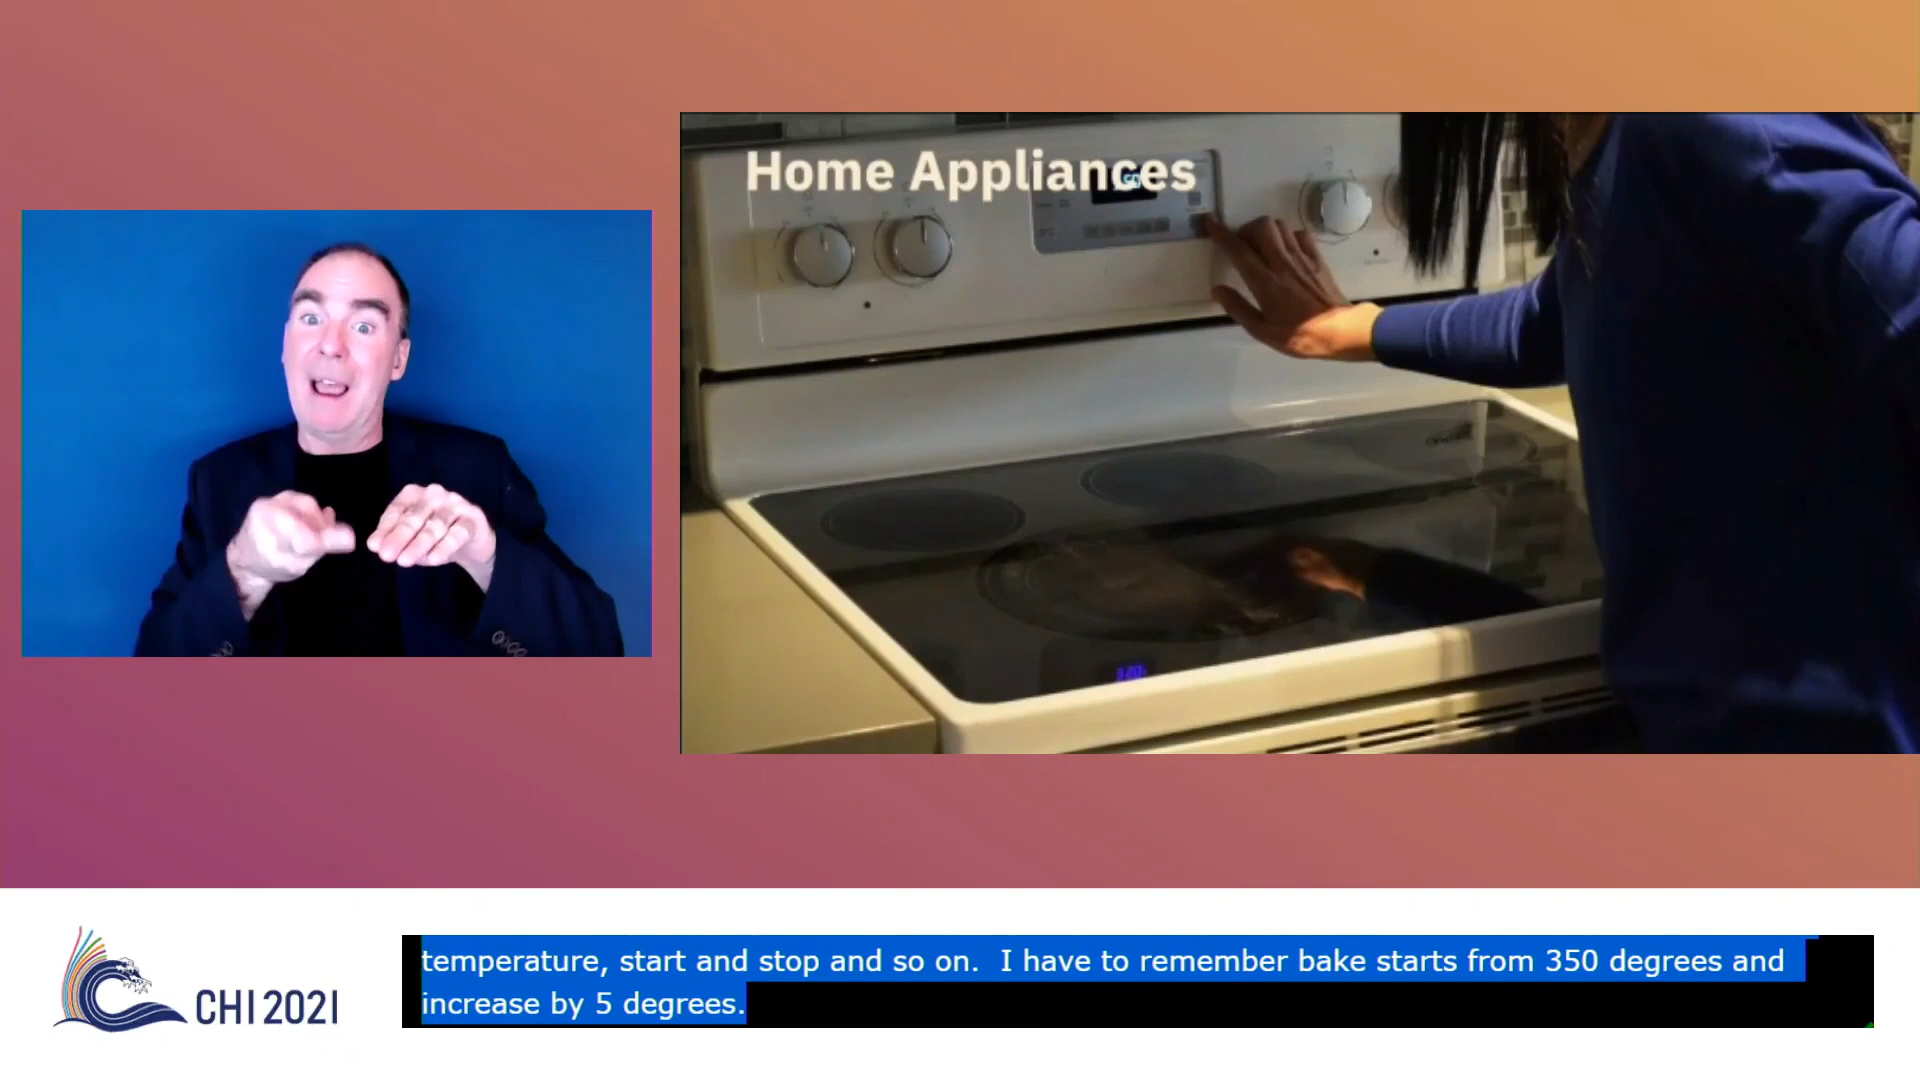 Home Appliances
temperature, start and stop and so on.  I have to remember bake starts from 350 degrees and
increase by 5 degrees.
CHI 2021